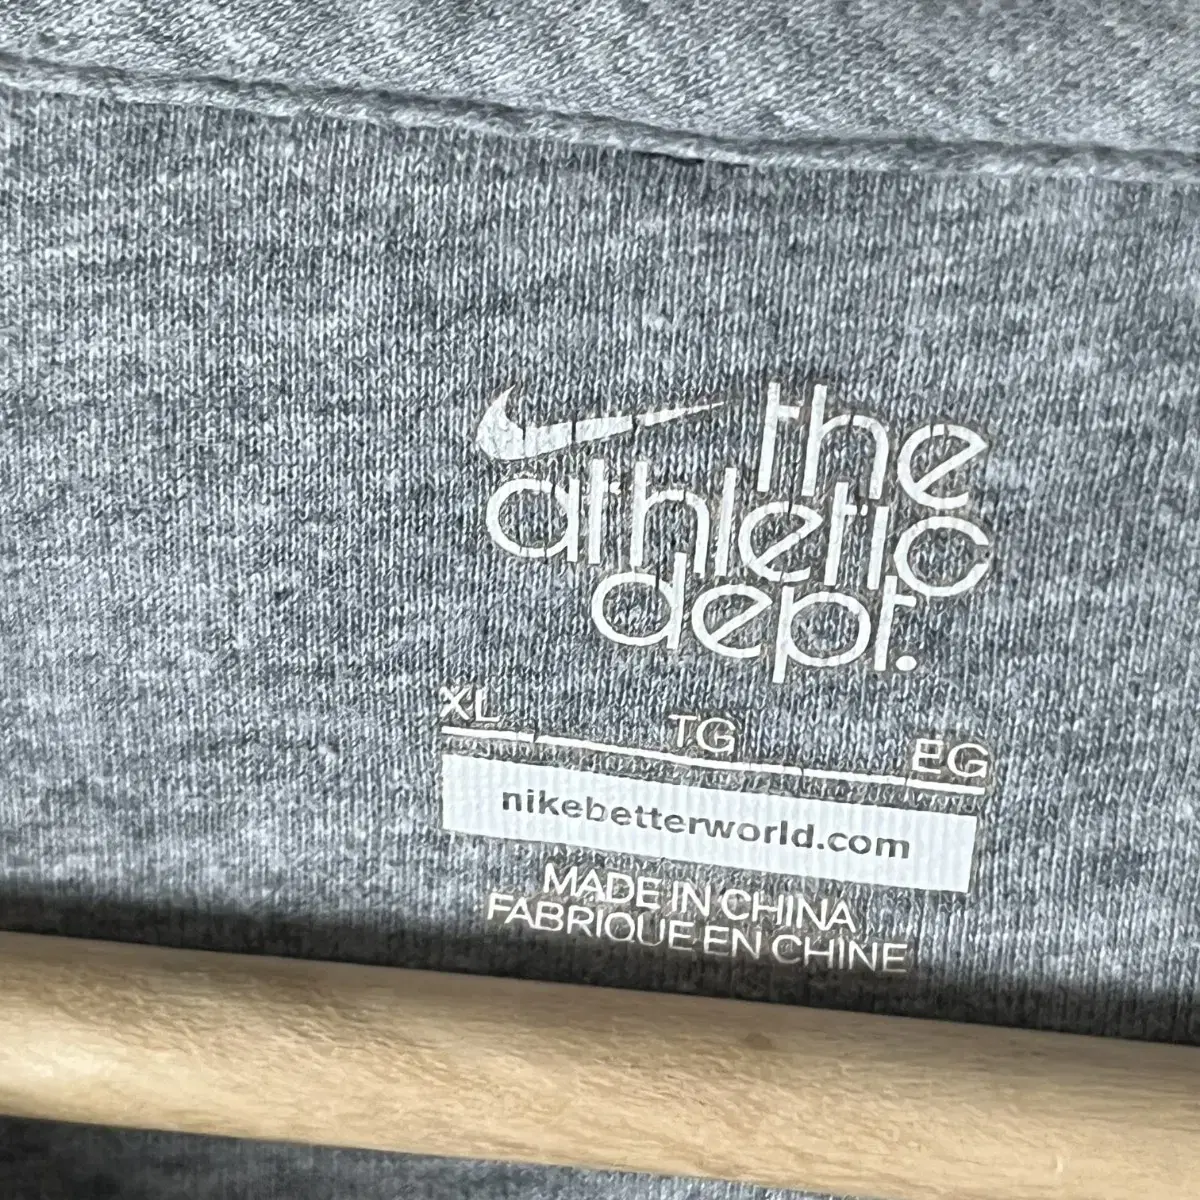 the
athletic
dept.
XL TG EG
nikebetterworld.com
MADE IN CHINA
FABRIQUE EN CHINE